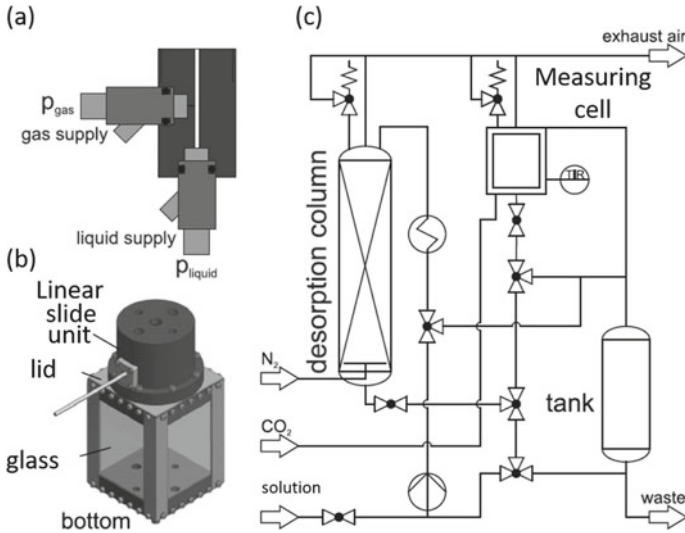 (a)
p_gas
gas supply
liquid supply
p_liquid
(b)
Linear
slide
unit
lid
glass
bottom
(c)
exhaust air
Measuring
cell
TIR
desorption column
N₂
CO₂
tank
solution
waste